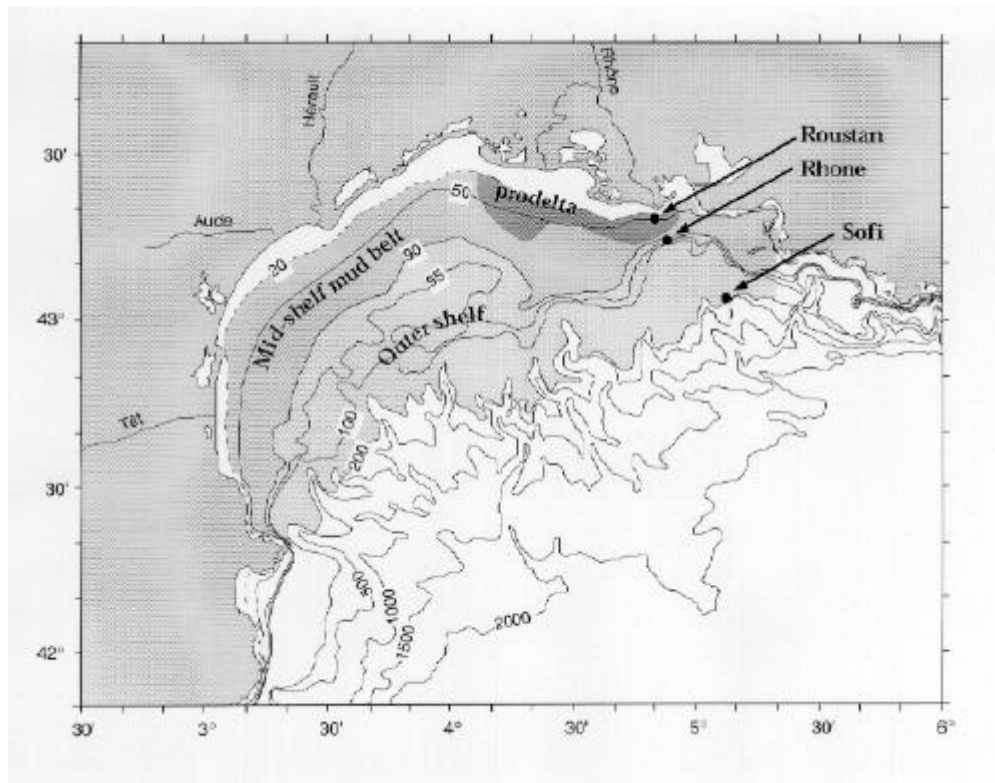 Hérault
Rhône
30'
Roustan
Rhone
50
prodelta
Aude
Sofi
20
Mid shelf mud belt
90
95
43°
Outer shelf
Têt
100
200
30'
500
1000
1500
2000
42°
30'
3°
30'
4°
30'
5°
30'
6°